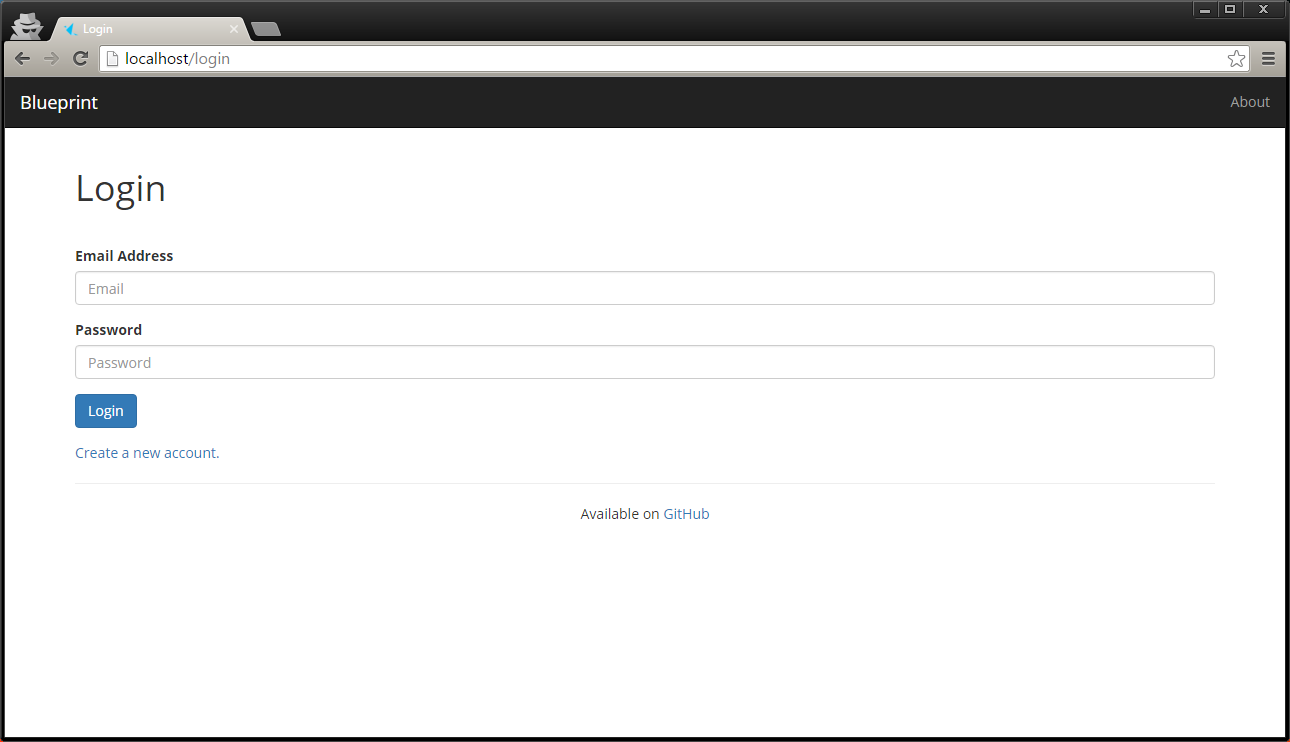 Login
localhost/login
Blueprint
About
Login
Email Address
Email
Password
Password
Login
Create a new account.
Available on GitHub